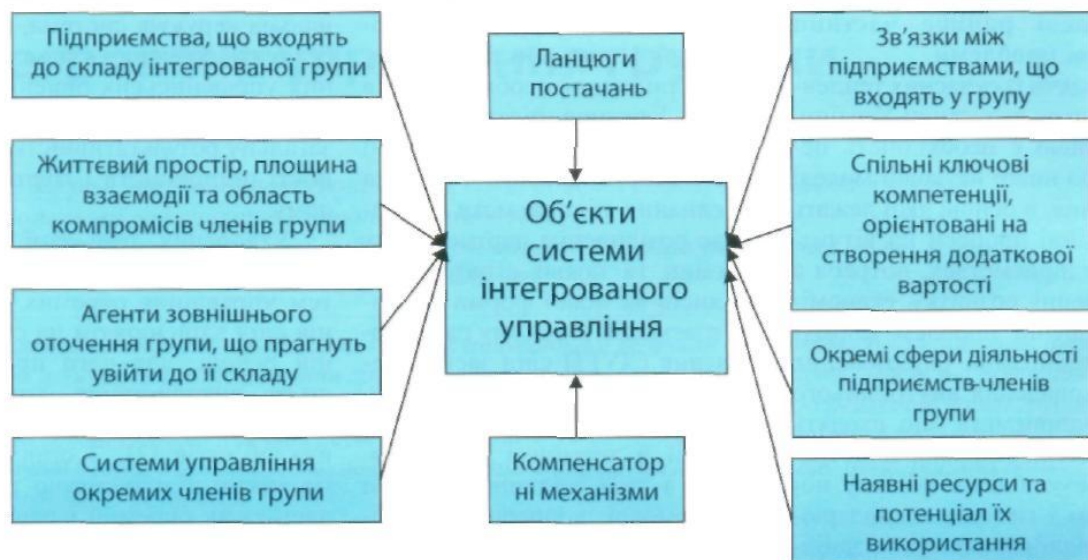 Підприємства, що входять
до складу інтегрованої групи
Життєвий простір, площина
взаємодії та область
компромісів членів групи
Агенти зовнішнього
оточення групи, що прагнуть
увійти до її складу
Системи управління
окремих членів групи
Ланцюги
постачань
Об’єкти
системи
інтегрованого
управління
Компенсатор
ні механізми
Зв’язки між
підприємствами, що
входять у групу
Спільні ключові
компетенції,
орієнтовані на
створення додаткової
вартості
Окремі сфери діяльності
підприємств-членів
групи
Наявні ресурси та
потенціал їх
використання